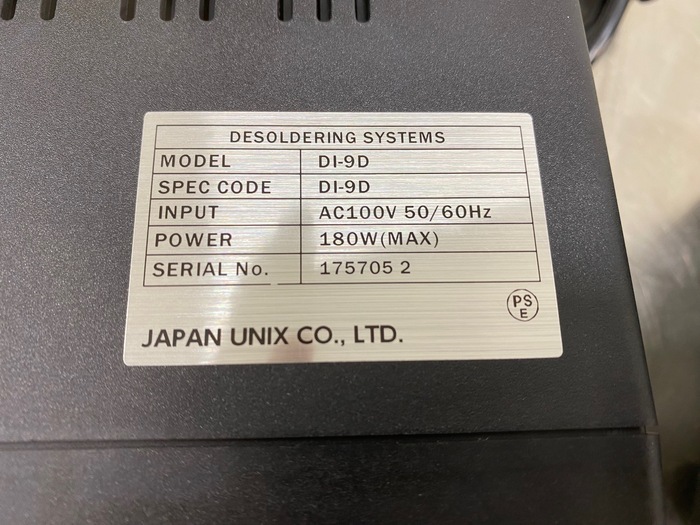 DESOLDERING SYSTEMS
MODEL DI-9D
SPEC CODE DI-9D
INPUT AC100V 50/60Hz
POWER 180W(MAX)
SERIAL No. 175705 2
PS
E
JAPAN UNIX CO., LTD.